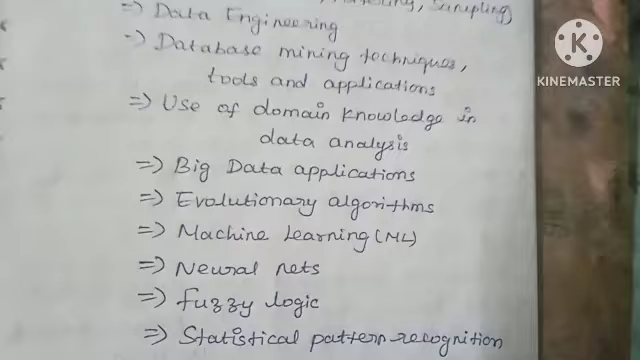 Sampling)
=> Data Engineering
=> Database mining techniques,
tools and applications
=> Use of domain knowledge in
data analysis
=> Big Data applications
=> Evolutionary algorithms
=> Machine Learning (ML)
=> Neural nets
=> fuzzy logic
=> Statistical pattern recognition
KINEMASTER